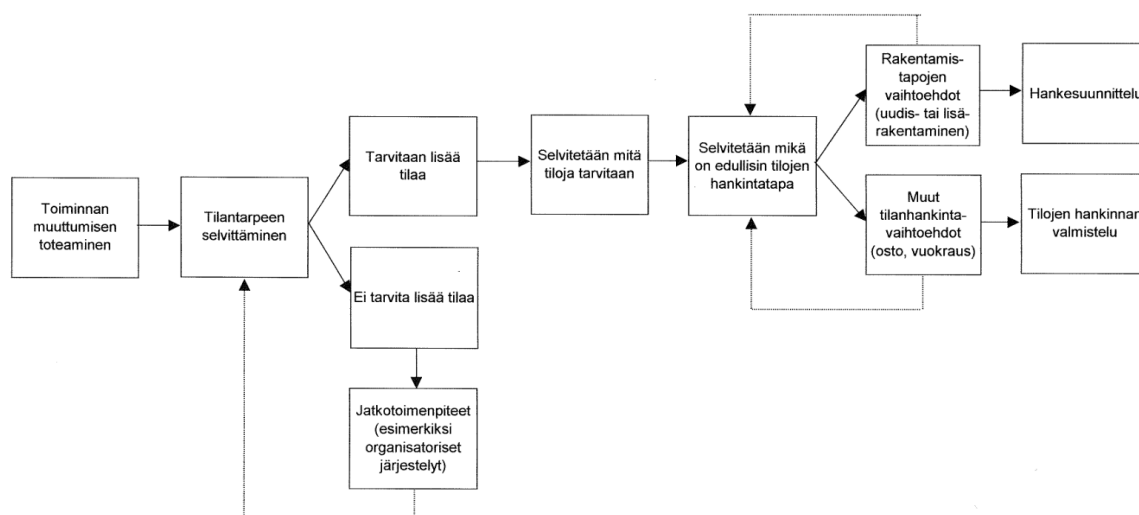 Toiminnan
muuttumisen
toteaminen
Tilantarpeen
selvittäminen
Tarvitaan lisää
tilaa
Ei tarvita lisää tilaa
Jatkotoimenpiteet
(esimerkiksi
organisatoriset
järjestelyt)
Selvitetään mitä
tiloja tarvitaan
Selvitetään mikä
on edullisin tilojen
hankintatapa
Rakentamis-
tapojen
vaihtoehdot
(uudis- tai lisä-
rakentaminen)
Hankesuunnittelu
Muut
tilanhankinta-
vaihtoehdot
(osto, vuokraus)
Tilojen hankinnan
valmistelu